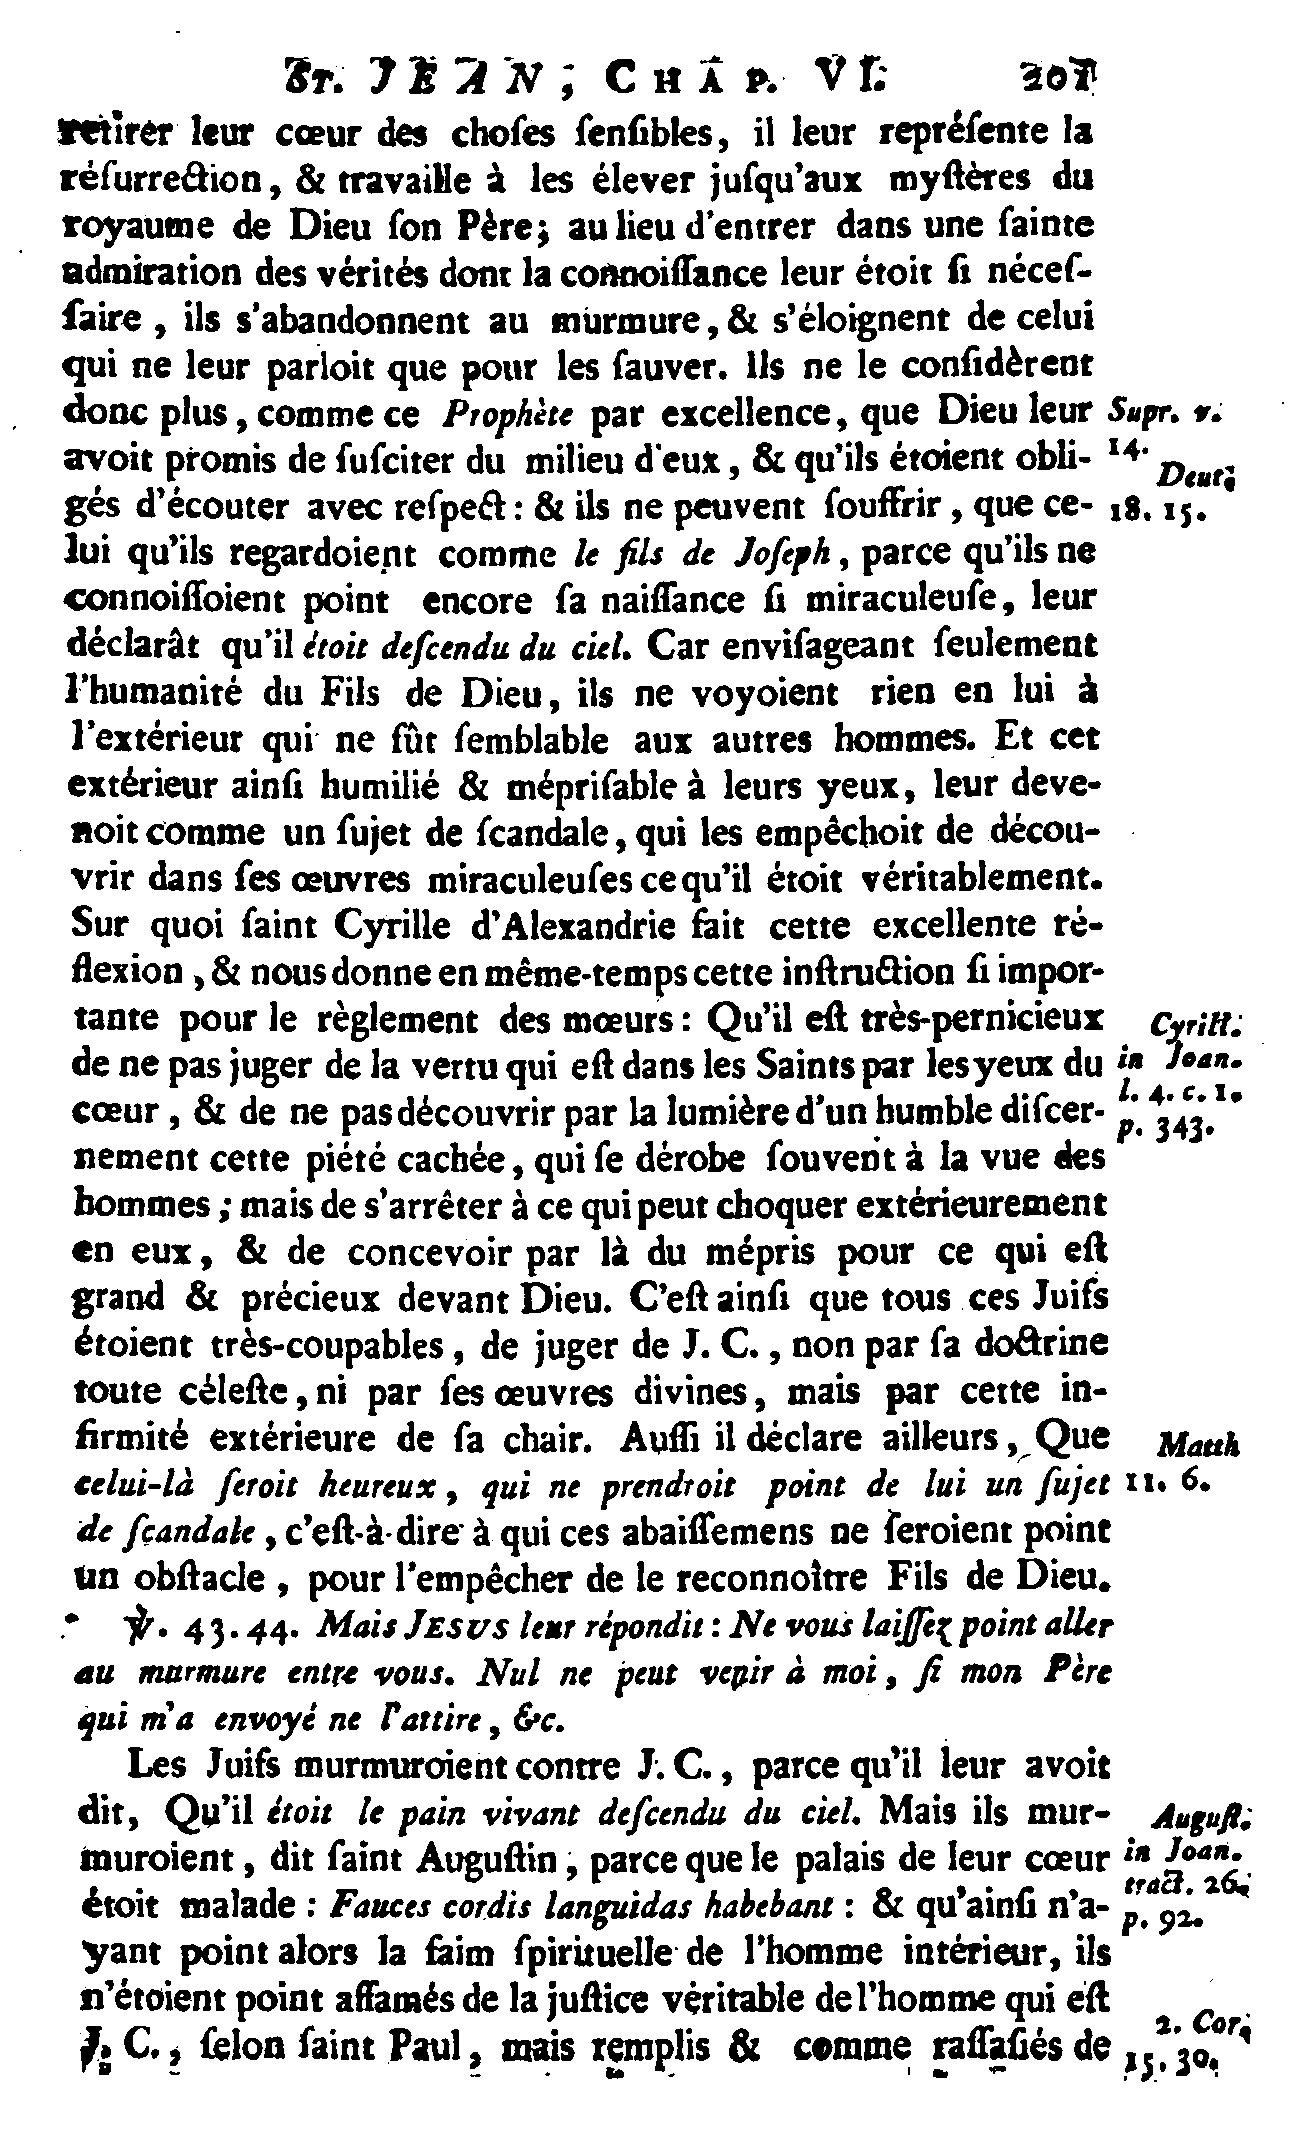 St. JEAN, CHAP. VI. 201
retirer leur cœur des choſes ſenſibles, il leur repréſente la
réſurrection, & travaille à les élever juſqu'aux myſtères du
royaume de Dieu ſon Père; au lieu d'entrer dans une ſainte
admiration des vérités dont la connoiſſance leur étoit ſi néceſ-
ſaire, ils s'abandonnent au murmure, & s'éloignent de celui
qui ne leur parloit que pour les ſauver. Ils ne le conſidèrent
donc plus, comme ce Prophète par excellence, que Dieu leur
Supr. v.
avoit promis de ſuſciter du milieu d'eux, & qu'ils étoient obli-
14.
Deut.
gés d'écouter avec reſpect : & ils ne peuvent ſouffrir, que ce-
18. 15.
lui qu'ils regardoient comme le fils de Joſeph, parce qu'ils ne
connoiſſoient point encore ſa naiſſance ſi miraculeuſe, leur
déclarât qu'il étoit deſcendu du ciel. Car enviſageant ſeulement
l'humanité du Fils de Dieu, ils ne voyoient rien en lui à
l'extérieur qui ne fût ſemblable aux autres hommes. Et cet
extérieur ainſi humilié & mépriſable à leurs yeux, leur deve-
noit comme un ſujet de ſcandale, qui les empêchoit de décou-
vrir dans ſes œuvres miraculeuſes ce qu'il étoit véritablement.
Sur quoi ſaint Cyrille d'Alexandrie fait cette excellente ré-
flexion, & nous donne en même-temps cette inſtruction ſi impor-
tante pour le règlement des mœurs : Qu'il eſt très-pernicieux
Cyrill.
de ne pas juger de la vertu qui eſt dans les Saints par les yeux du
in Joan.
cœur, & de ne pas découvrir par la lumière d'un humble diſcer-
l. 4. c. 1.
p. 343.
nement cette piété cachée, qui ſe dérobe ſouvent à la vue des
hommes ; mais de s'arrêter à ce qui peut choquer extérieurement
en eux, & de concevoir par là du mépris pour ce qui eſt
grand & précieux devant Dieu. C'eſt ainſi que tous ces Juifs
étoient très-coupables, de juger de J. C., non par ſa doctrine
toute céleſte, ni par ſes œuvres divines, mais par cette in-
firmité extérieure de ſa chair. Auſſi il déclare ailleurs, Que
Matth
celui-là ſeroit heureux, qui ne prendroit point de lui un ſujet
11. 6.
de ſcandale, c'eſt-à-dire à qui ces abaiſſemens ne ſeroient point
un obſtacle, pour l'empêcher de le reconnoître Fils de Dieu.
℣. 43. 44. Mais JESUS leur répondit : Ne vous laiſſez point aller
au murmure entre vous. Nul ne peut venir à moi, ſi mon Père
qui m'a envoyé ne l'attire, &c.
Les Juifs murmuroient contre J. C., parce qu'il leur avoit
dit, Qu'il étoit le pain vivant deſcendu du ciel. Mais ils mur-
Auguſt.
muroient, dit ſaint Auguſtin, parce que le palais de leur cœur
in Joan.
étoit malade : Fauces cordis languidas habebant : & qu'ainſi n'a-
tract. 26.
p. 92.
yant point alors la faim ſpirituelle de l'homme intérieur, ils
n'étoient point affamés de la juſtice véritable de l'homme qui eſt
2. Cor.
J. C., ſelon ſaint Paul, mais remplis & comme raſſaſiés de
15. 30.